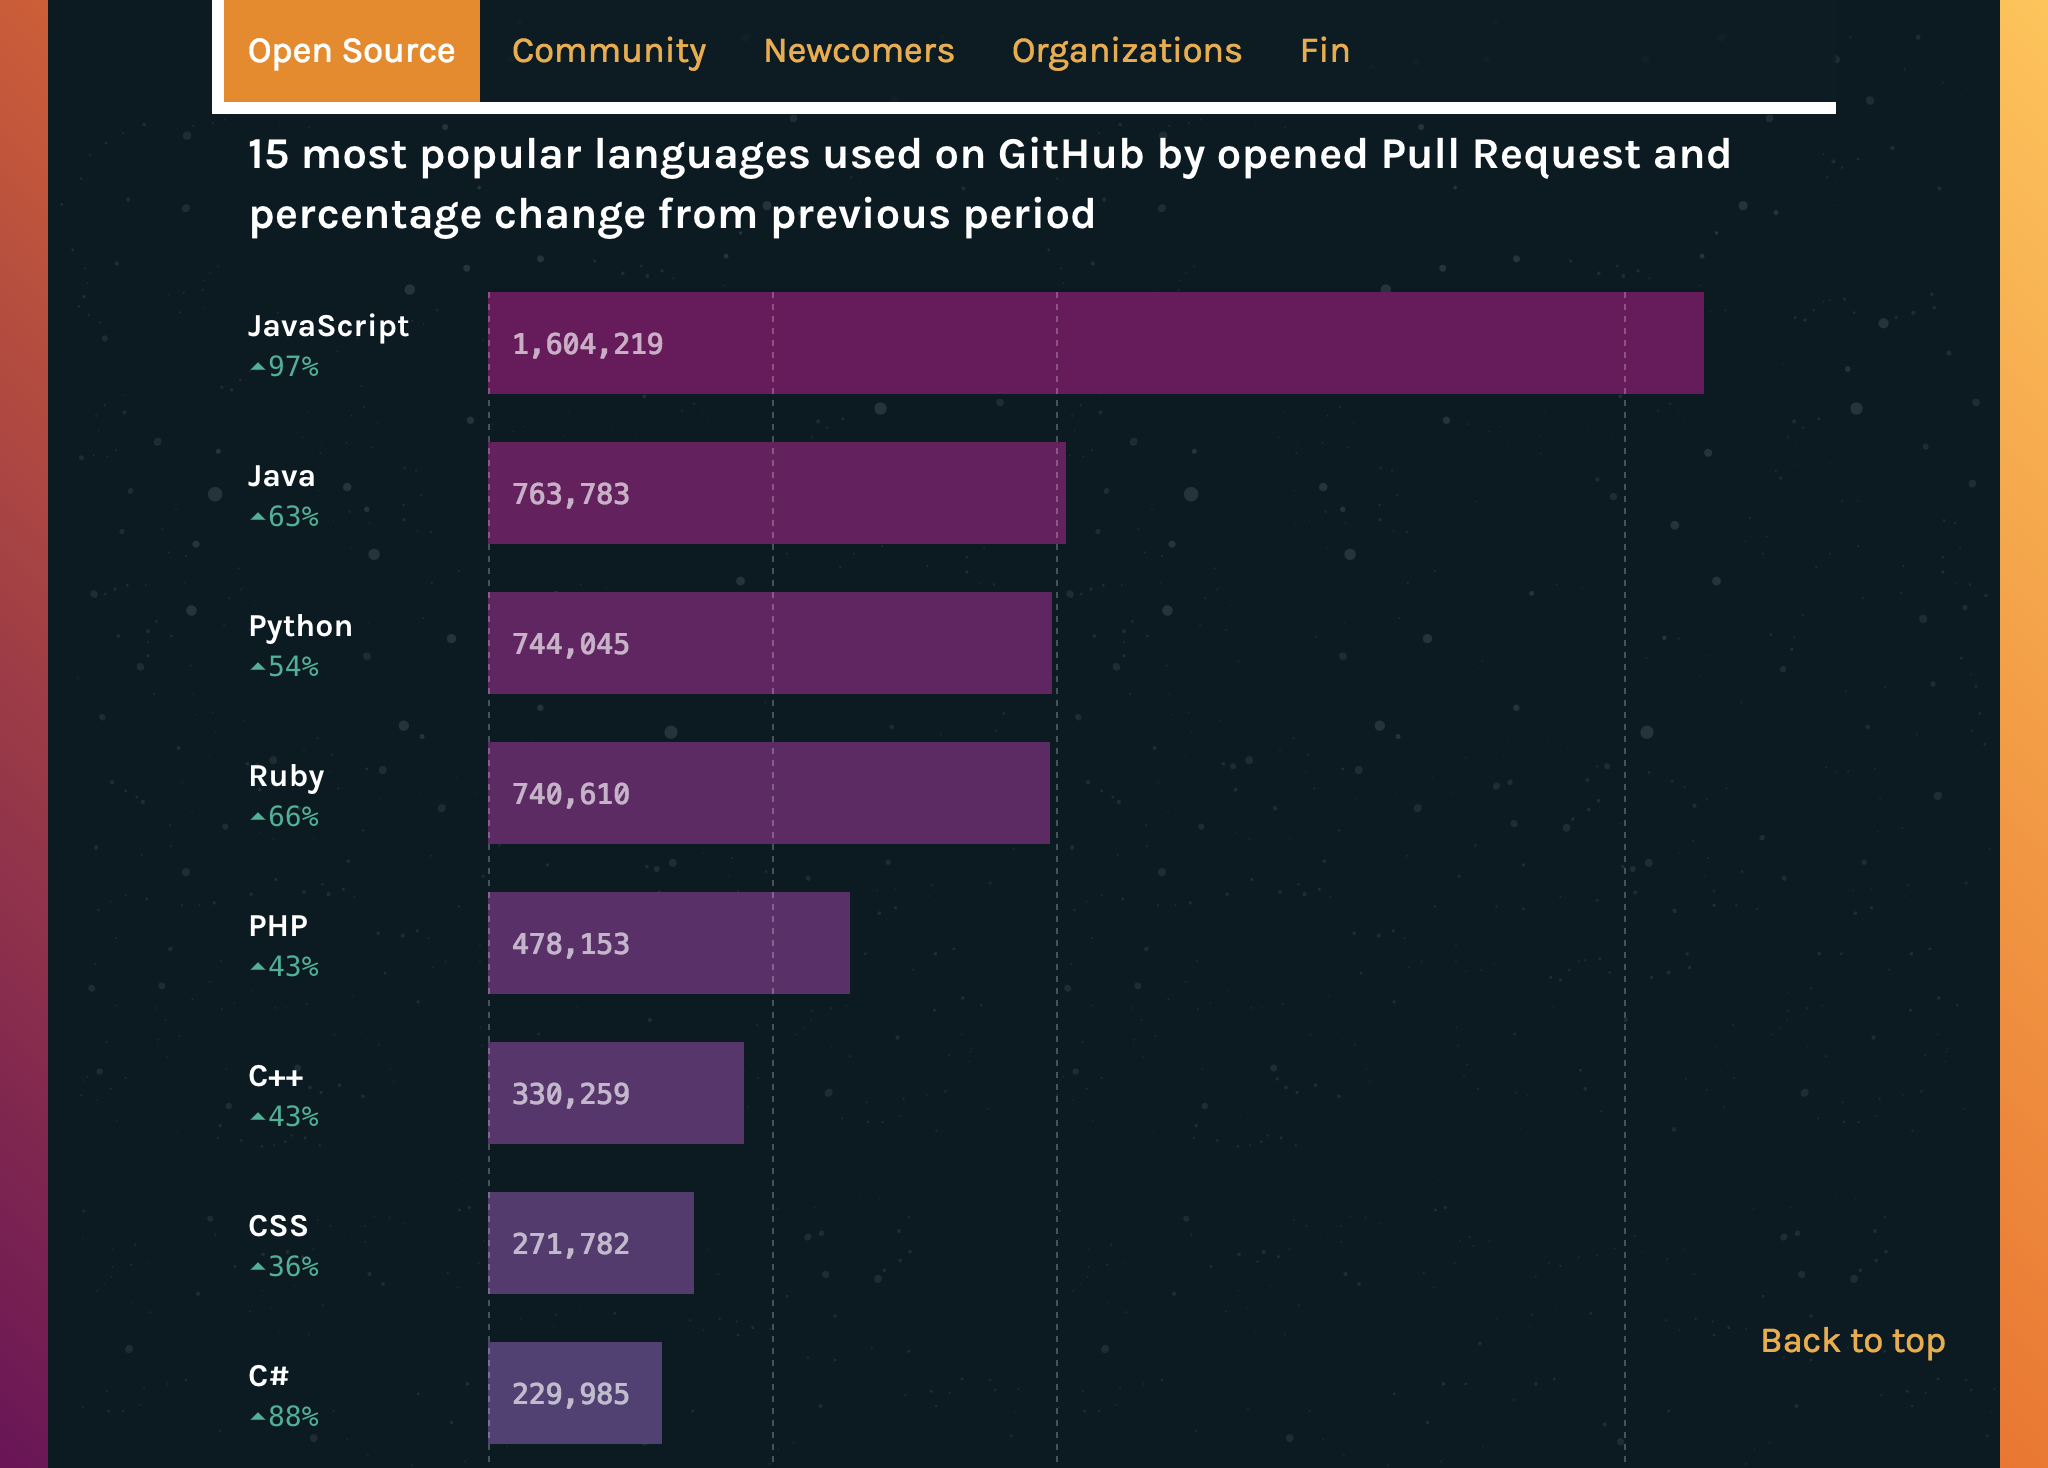 Open Source Community Newcomers Organizations Fin
15 most popular languages used on GitHub by opened Pull Request and
percentage change from previous period
JavaScript
97%
1,604,219
Java
63%
763,783
Python
54%
744,045
Ruby
66%
740,610
PHP
43%
478,153
C++
43%
330,259
CSS
36%
271,782
C#
88%
229,985
Back to top